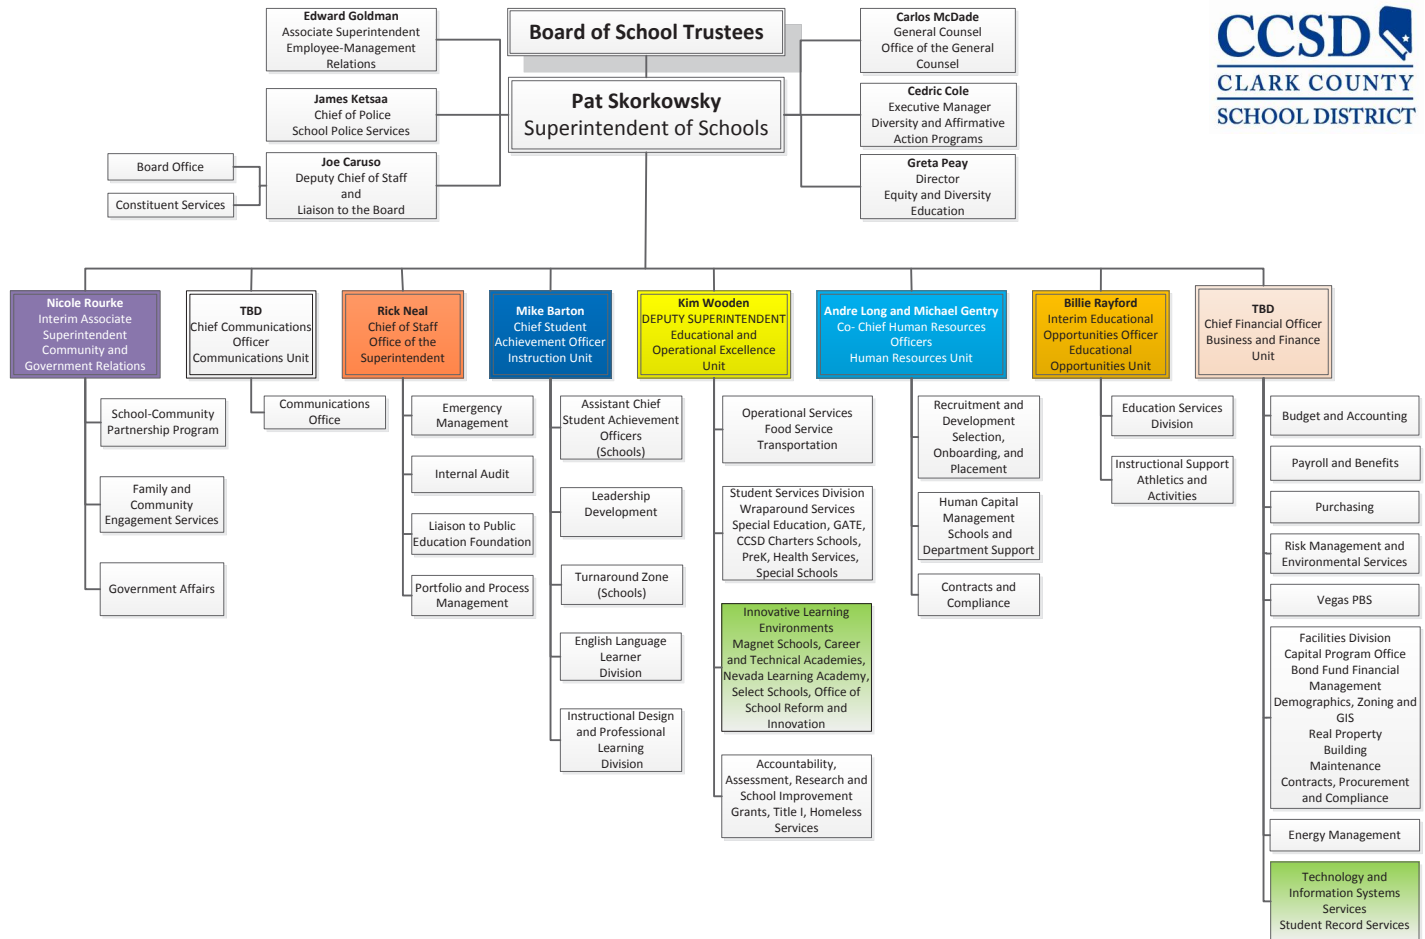 Edward Goldman
Associate Superintendent
Employee-Management
Relations
James Ketsaa
Chief of Police
School Police Services
Joe Caruso
Deputy Chief of Staff
and
Liaison to the Board
Board Office
Constituent Services
Board of School Trustees
Pat Skorkowsky
Superintendent of Schools
Carlos McDade
General Counsel
Office of the General
Counsel
Cedric Cole
Executive Manager
Diversity and Affirmative
Action Programs
Greta Peay
Director
Equity and Diversity
Education
CCSD
CLARK COUNTY
SCHOOL DISTRICT
Nicole Rourke
Interim Associate
Superintendent
Community and
Government Relations
School-Community
Partnership Program
Family and
Community
Engagement Services
Government Affairs
TBD
Chief Communications
Officer
Communications Unit
Communications
Office
Rick Neal
Chief of Staff
Office of the
Superintendent
Emergency
Management
Internal Audit
Liaison to Public
Education Foundation
Portfolio and Process
Management
Mike Barton
Chief Student
Achievement Officer
Instruction Unit
Assistant Chief
Student Achievement
Officers
(Schools)
Leadership
Development
Turnaround Zone
(Schools)
English Language
Learner
Division
Instructional Design
and Professional
Learning
Division
Kim Wooden
DEPUTY SUPERINTENDENT
Educational and
Operational Excellence
Unit
Operational Services
Food Service
Transportation
Student Services Division
Wraparound Services
Special Education, GATE,
CCSD Charters Schools,
PreK, Health Services,
Special Schools
Innovative Learning
Environments
Magnet Schools, Career
and Technical Academies,
Nevada Learning Academy,
Select Schools, Office of
School Reform and
Innovation
Accountability,
Assessment, Research and
School Improvement
Grants, Title I, Homeless
Services
Andre Long and Michael Gentry
Co- Chief Human Resources
Officers
Human Resources Unit
Recruitment and
Development
Selection,
Onboarding, and
Placement
Human Capital
Management
Schools and
Department Support
Contracts and
Compliance
Billie Rayford
Interim Educational
Opportunities Officer
Educational
Opportunities Unit
Education Services
Division
Instructional Support
Athletics and
Activities
TBD
Chief Financial Officer
Business and Finance
Unit
Budget and Accounting
Payroll and Benefits
Purchasing
Risk Management and
Environmental Services
Vegas PBS
Facilities Division
Capital Program Office
Bond Fund Financial
Management
Demographics, Zoning and
GIS
Real Property
Building
Maintenance
Contracts, Procurement
and Compliance
Energy Management
Technology and
Information Systems
Services
Student Record Services